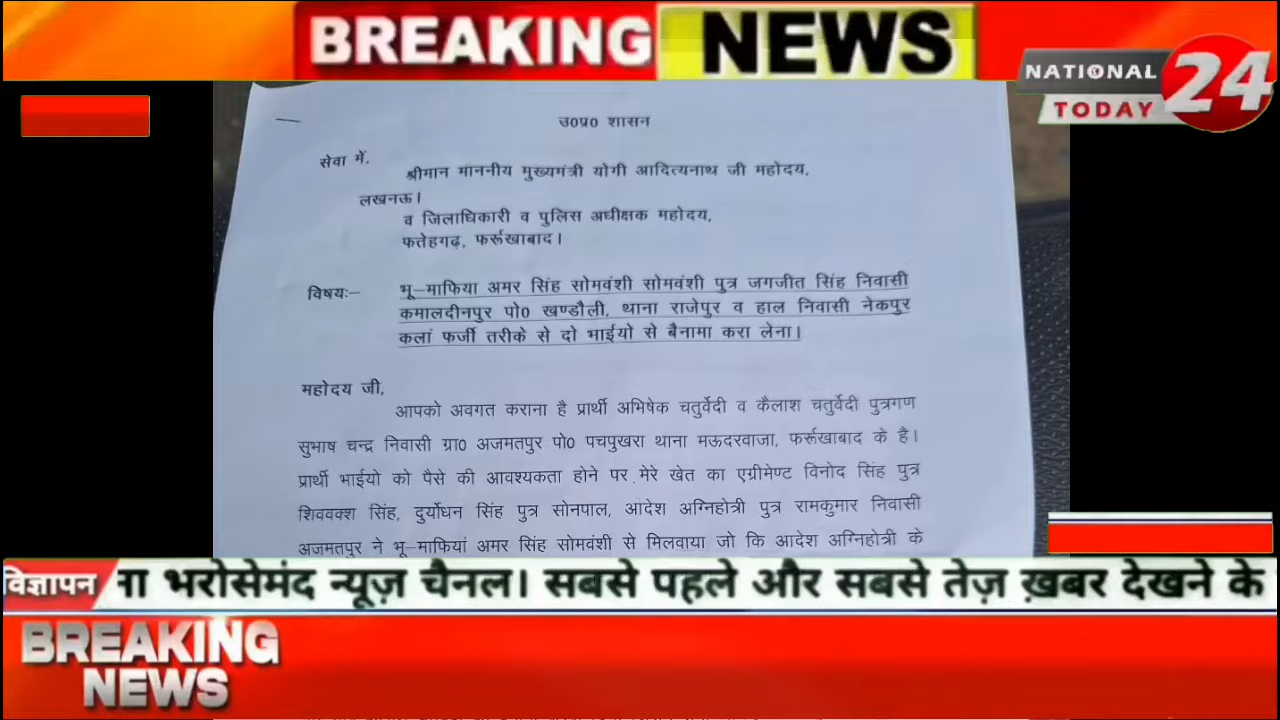 BREAKING NEWS
NATIONAL 24
TODAY
उ0प्र0 शासन
सेवा में,
श्रीमान माननीय मुख्यमंत्री योगी आदित्यनाथ जी महोदय,
लखनऊ।
व जिलाधिकारी व पुलिस अधीक्षक महोदय,
फतेहगढ़, फर्रूखाबाद।
विषयः– भू–माफिया अमर सिंह सोमवंशी सोमवंशी पुत्र जगजीत सिंह निवासी
कमालदीनपुर पो0 खण्डौली, थाना राजेपुर व हाल निवासी नेकपुर
कलां फर्जी तरीके से दो भाईयो से बैनामा करा लेना।
महोदय जी,
आपको अवगत कराना है प्रार्थी अभिषेक चतुर्वेदी व कैलाश चतुर्वेदी पुत्रगण
सुभाष चन्द्र निवासी ग्रा0 अजमतपुर पो0 पचपुखरा थाना मऊदरवाजा, फर्रूखाबाद के है।
प्रार्थी भाईयो को पैसे की आवश्यकता होने पर मेरे खेत का एग्रीमेण्ट विनोद सिंह पुत्र
शिववक्श सिंह, दुर्योधन सिंह पुत्र सोनपाल, आदेश अग्निहोत्री पुत्र रामकुमार निवासी
अजमतपुर ने भू–माफियां अमर सिंह सोमवंशी से मिलवाया जो कि आदेश अग्निहोत्री के
विज्ञापन ना भरोसेमंद न्यूज़ चैनल। सबसे पहले और सबसे तेज़ ख़बर देखने के
BREAKING
NEWS